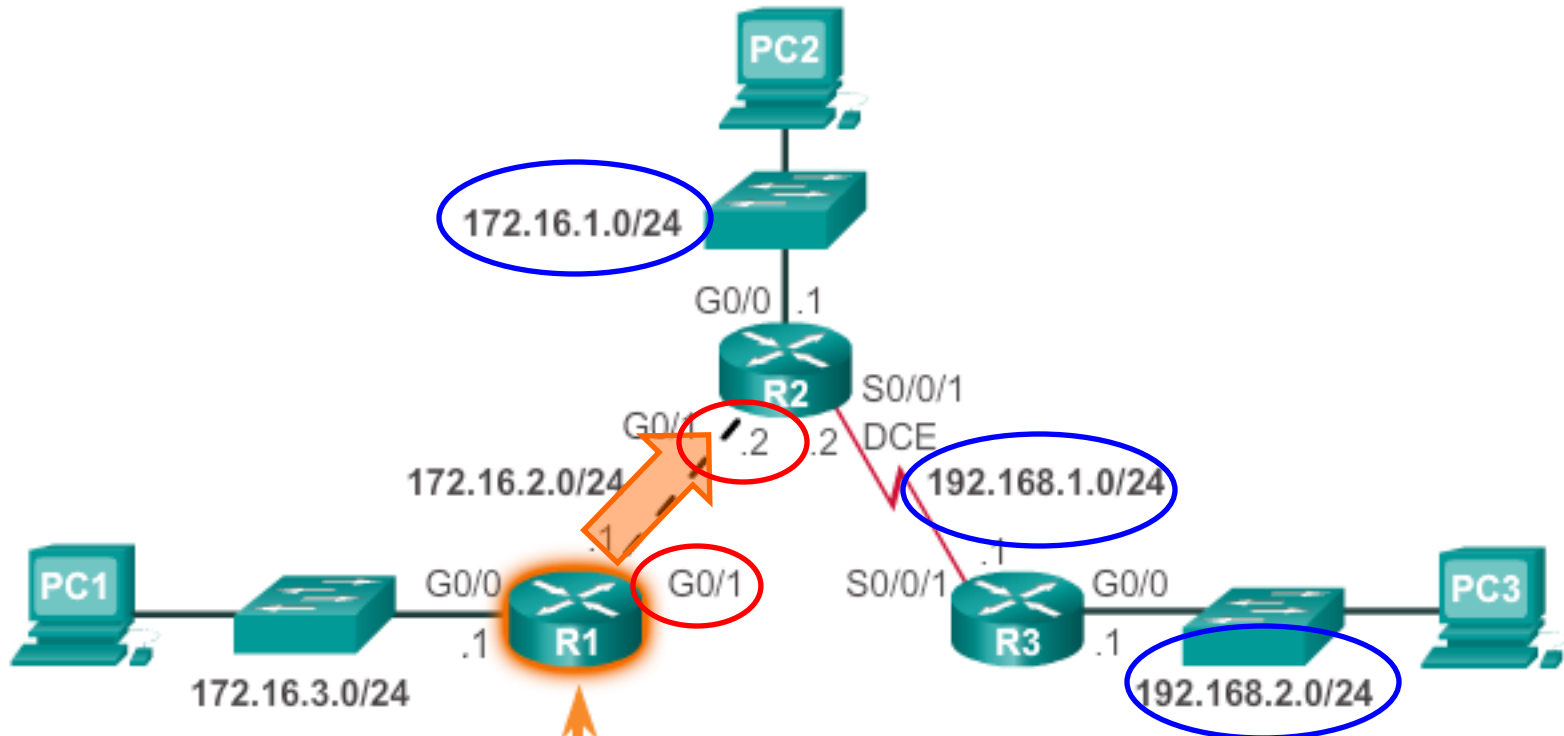 PC2
172.16.1.0/24
G0/0 .1
R2
S0/0/1
G0/1
.2 .2 DCE
172.16.2.0/24
192.168.1.0/24
.1
.1
PC1
G0/0
G0/1
S0/0/1
G0/0
PC3
.1
R1
R3
.1
172.16.3.0/24
192.168.2.0/24